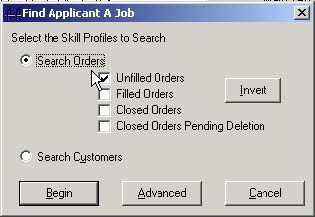 Find Applicant A Job
Select the Skill Profiles to Search
Search Orders
Unfilled Orders
Filled Orders
Invert
Closed Orders
Closed Orders Pending Deletion
Search Customers
Begin
Advanced
Cancel